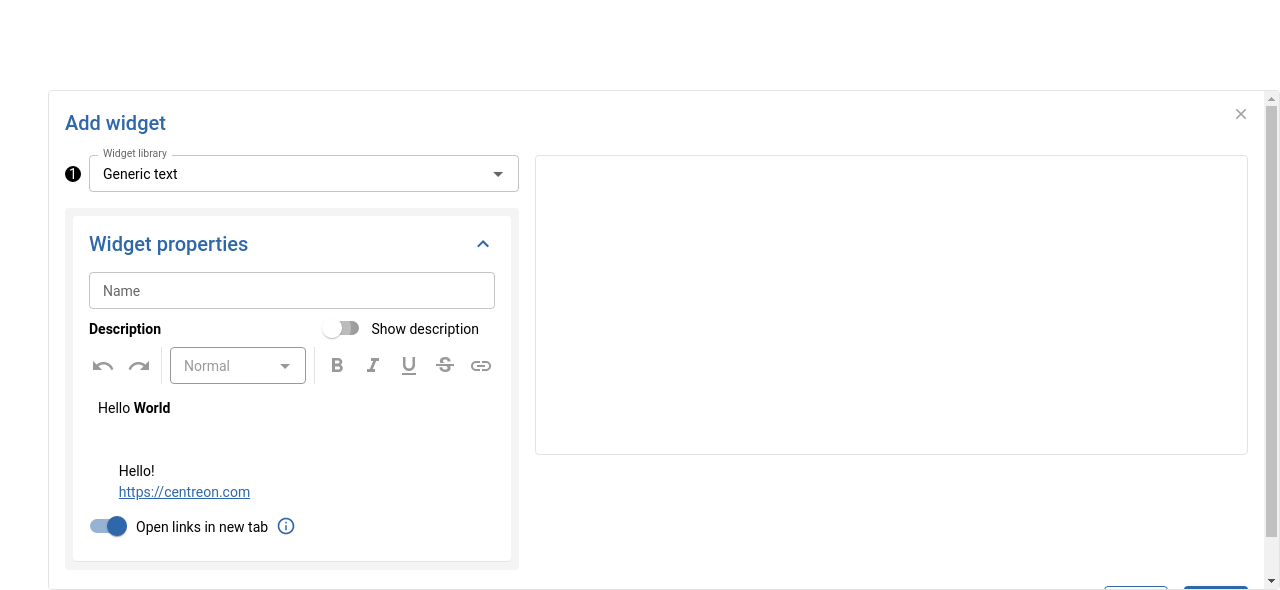 Add widget
Widget library
1
Generic text
Widget properties
Name
Description
Show description
Normal
B I U S
Hello World
Hello!
https://centreon.com
Open links in new tab